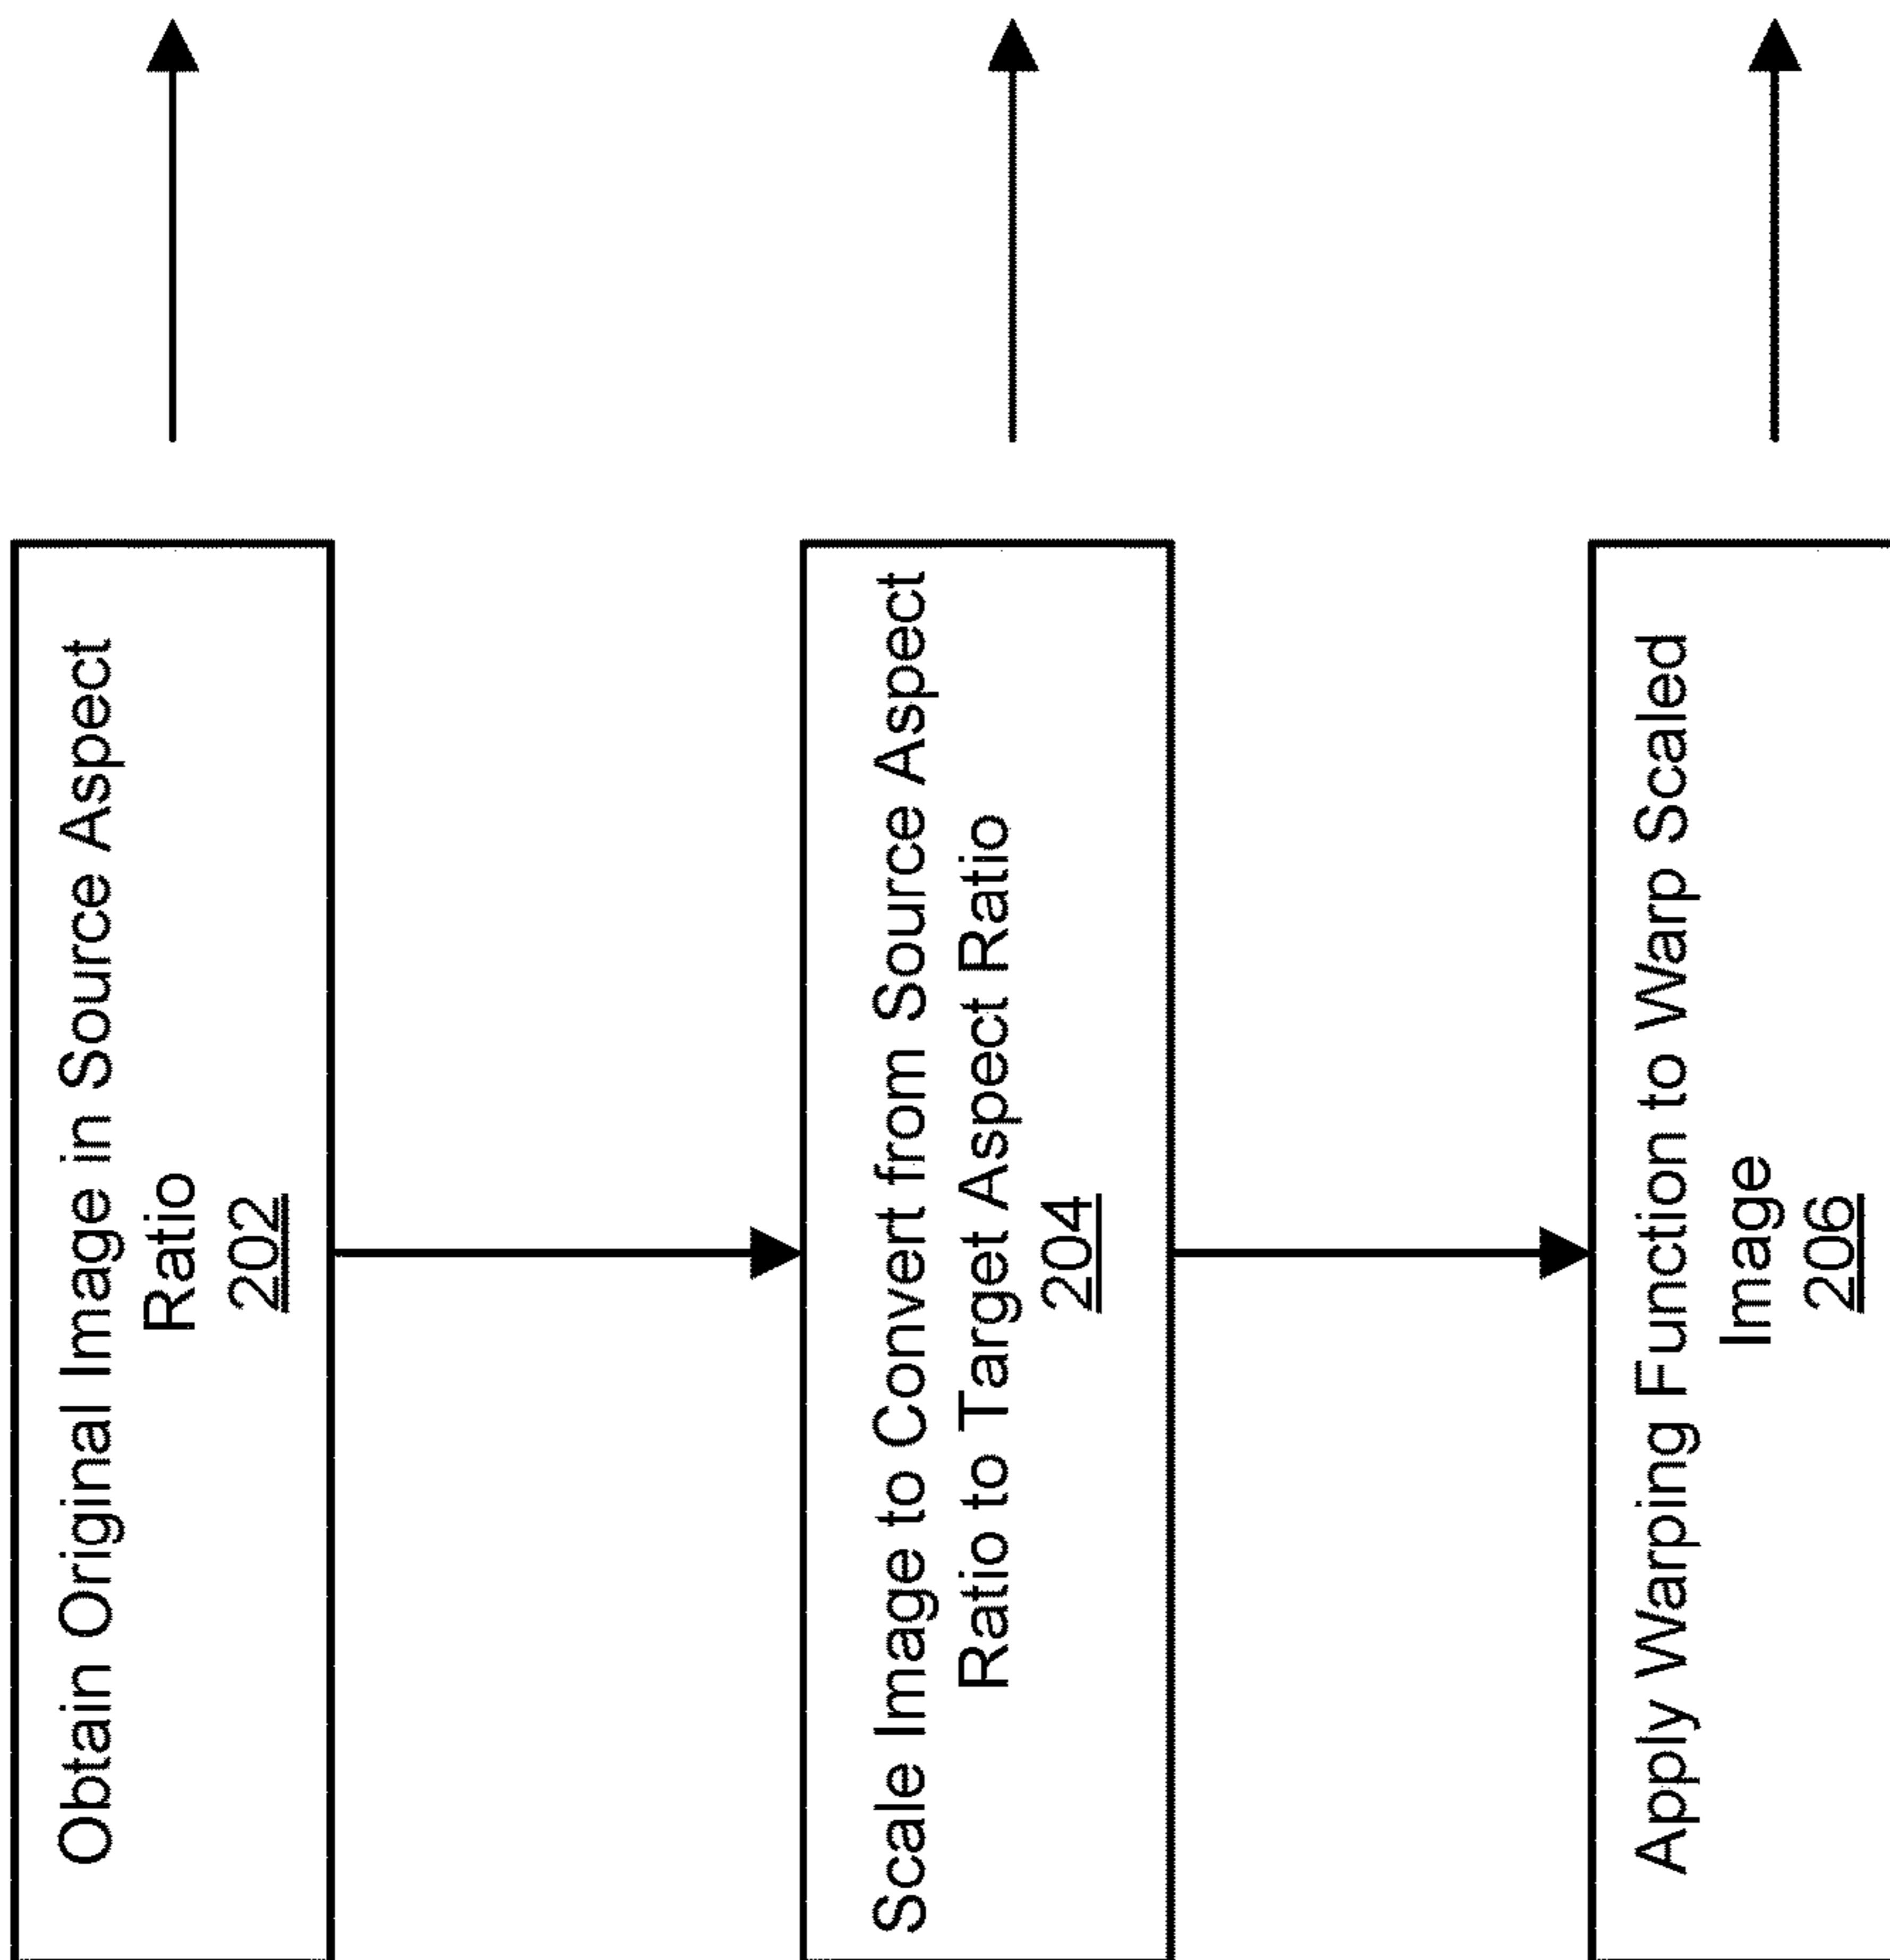 Obtain Original Image in Source Aspect
Ratio
202
Scale Image to Convert from Source Aspect
Ratio to Target Aspect Ratio
204
Apply Warping Function to Warp Scaled
Image
206